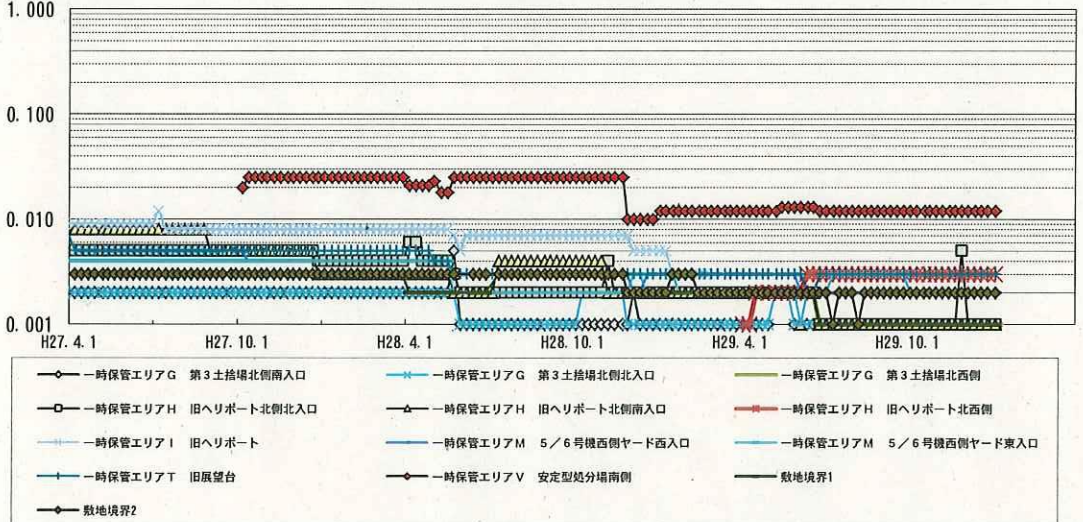 1.000
0.100
0.010
0.001
H27. 4. 1 H27. 10. 1 H28. 4. 1 H28. 10. 1 H29. 4. 1 H29. 10. 1
一時保管エリアG 第3土捨場北側南入口 一時保管エリアG 第3土捨場北側北入口 一時保管エリアG 第3土捨場北西側
一時保管エリアH 旧ヘリポート北側北入口 一時保管エリアH 旧ヘリポート北側南入口 一時保管エリアH 旧ヘリポート北西側
一時保管エリアI 旧ヘリポート 一時保管エリアM 5/6号機西側ヤード西入口 一時保管エリアM 5/6号機西側ヤード東入口
一時保管エリアT 旧展望台 一時保管エリアV 安定型処分場南側 敷地境界1
敷地境界2